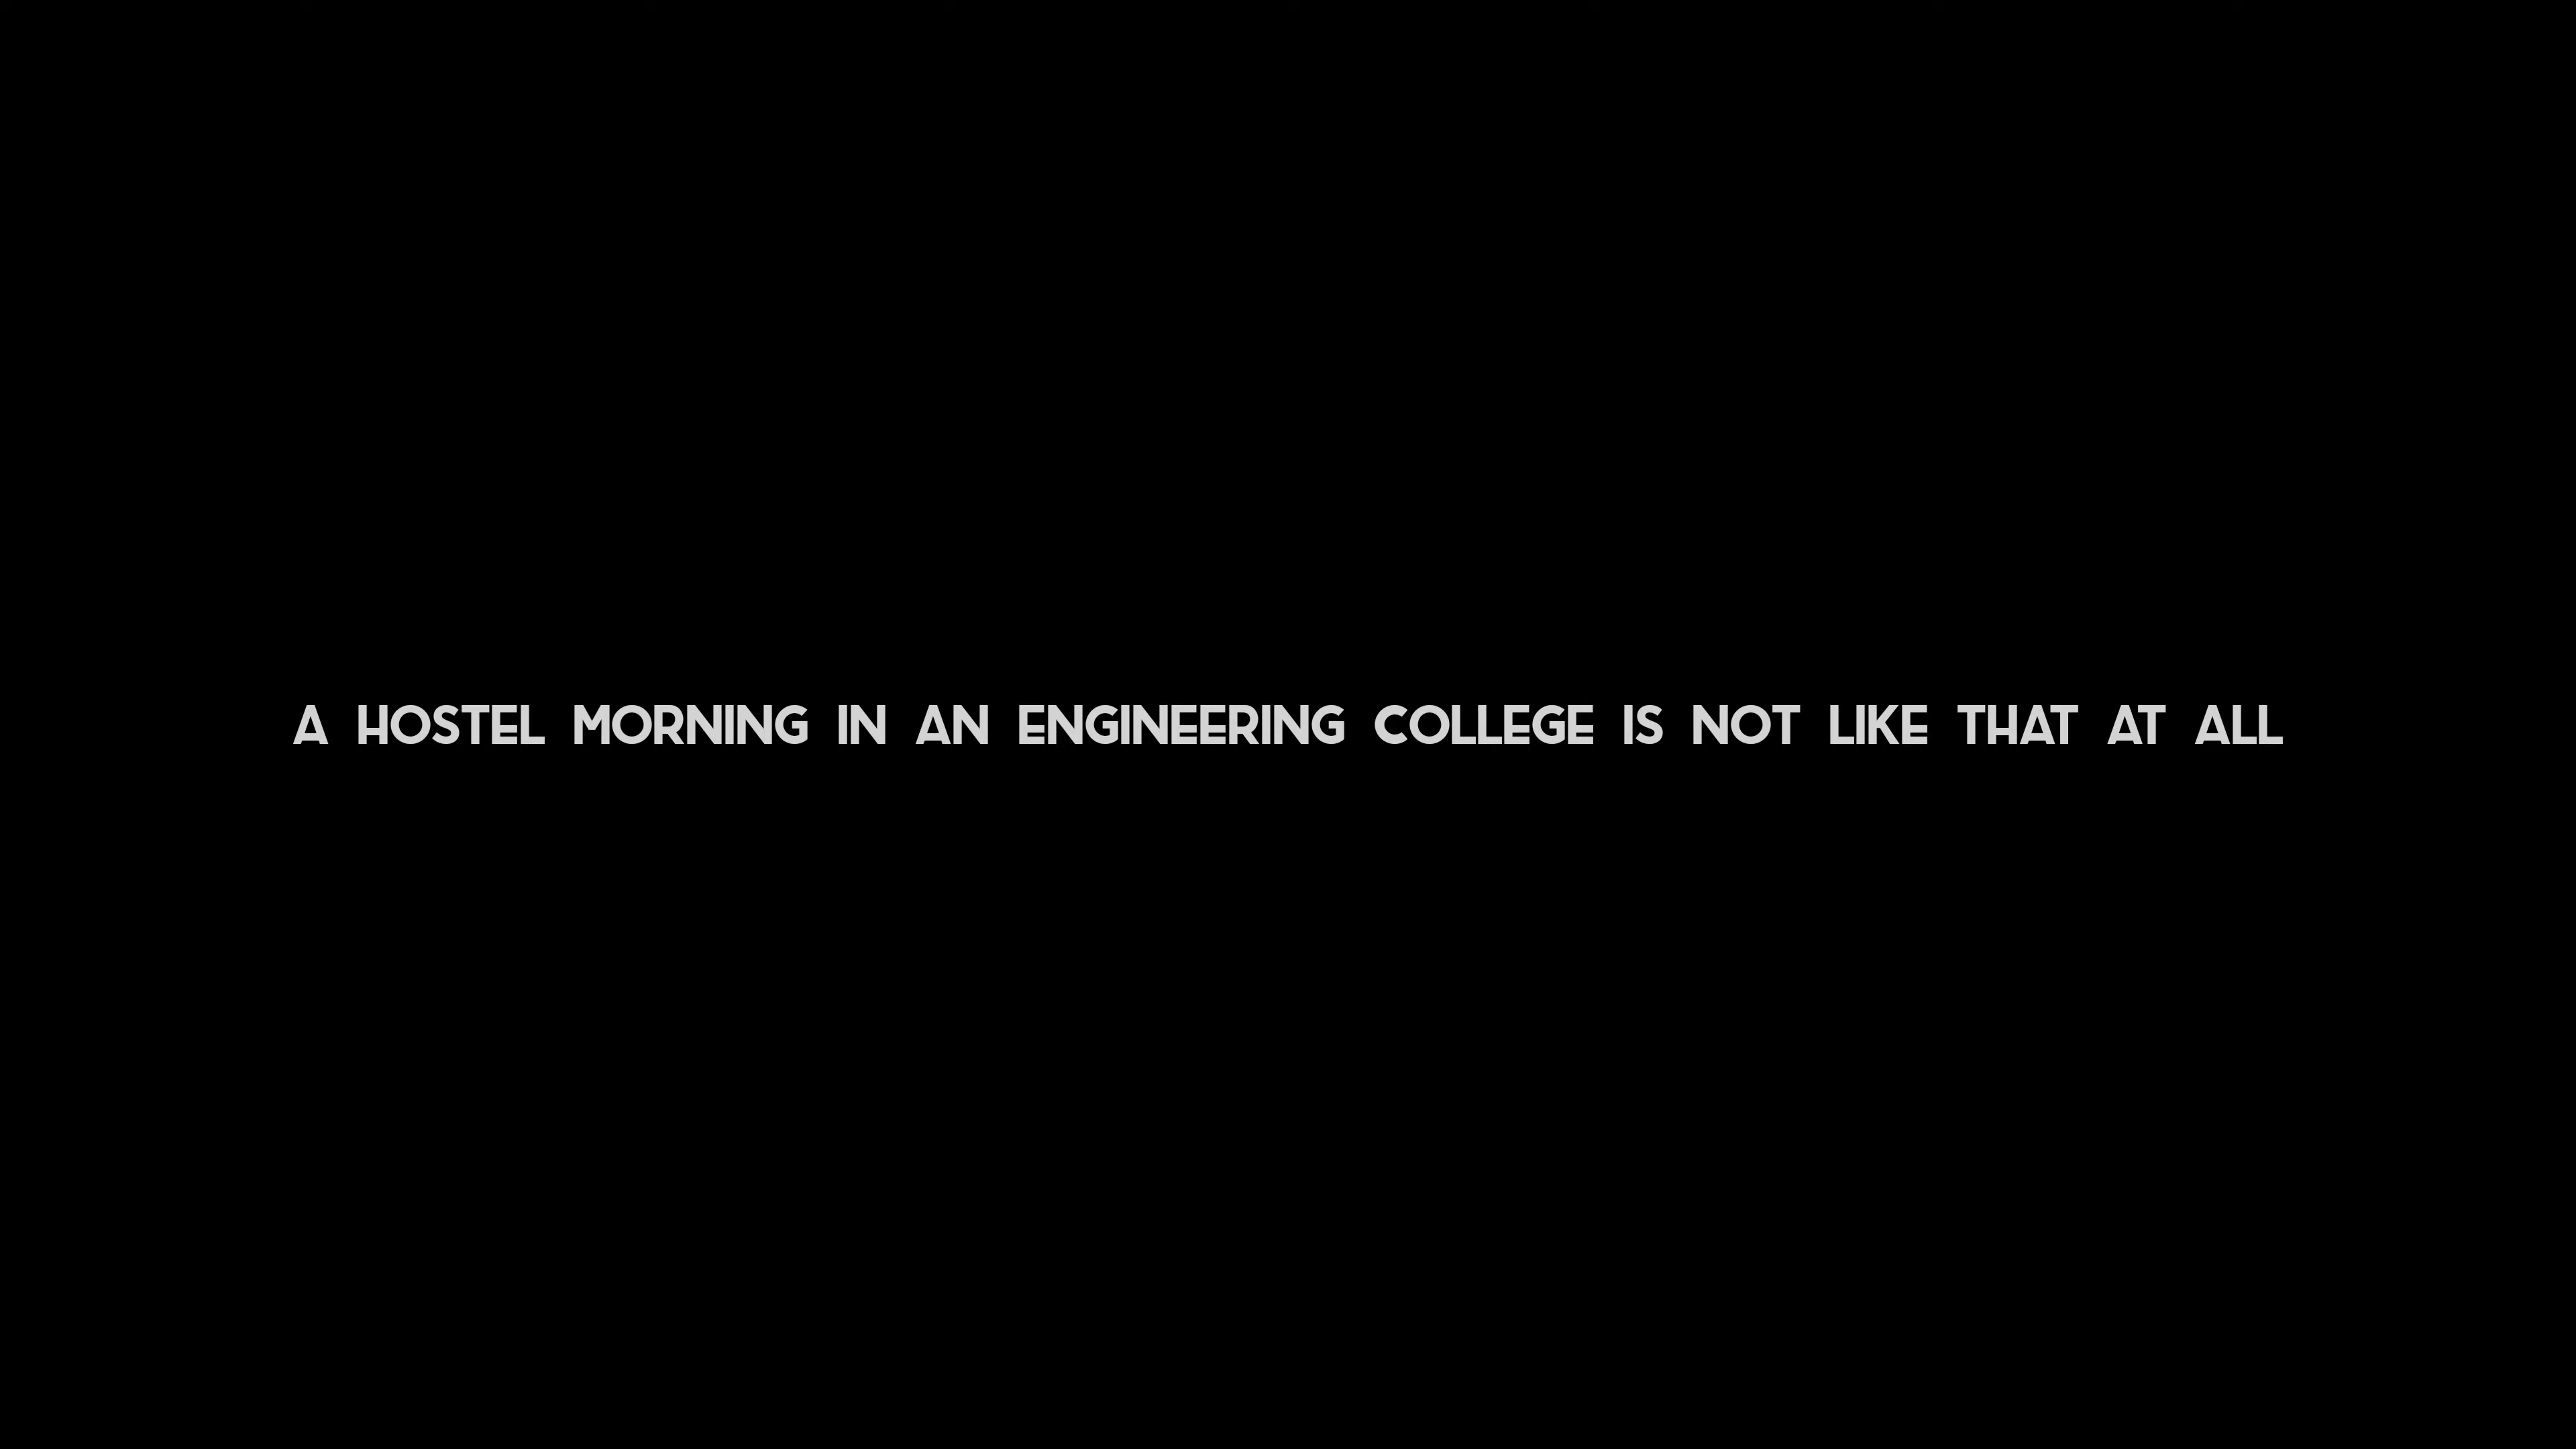 A HOSTEL MORNING IN AN ENGINEERING COLLEGE IS NOT LIKE THAT AT ALL